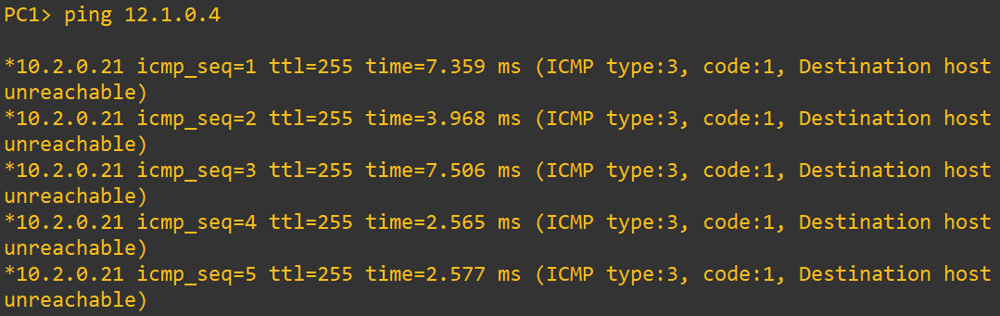 PC1> ping 12.1.0.4
*10.2.0.21 icmp_seq=1 ttl=255 time=7.359 ms (ICMP type:3, code:1, Destination host
unreachable)
*10.2.0.21 icmp_seq=2 ttl=255 time=3.968 ms (ICMP type:3, code:1, Destination host
unreachable)
*10.2.0.21 icmp_seq=3 ttl=255 time=7.506 ms (ICMP type:3, code:1, Destination host
unreachable)
*10.2.0.21 icmp_seq=4 ttl=255 time=2.565 ms (ICMP type:3, code:1, Destination host
unreachable)
*10.2.0.21 icmp_seq=5 ttl=255 time=2.577 ms (ICMP type:3, code:1, Destination host
unreachable)